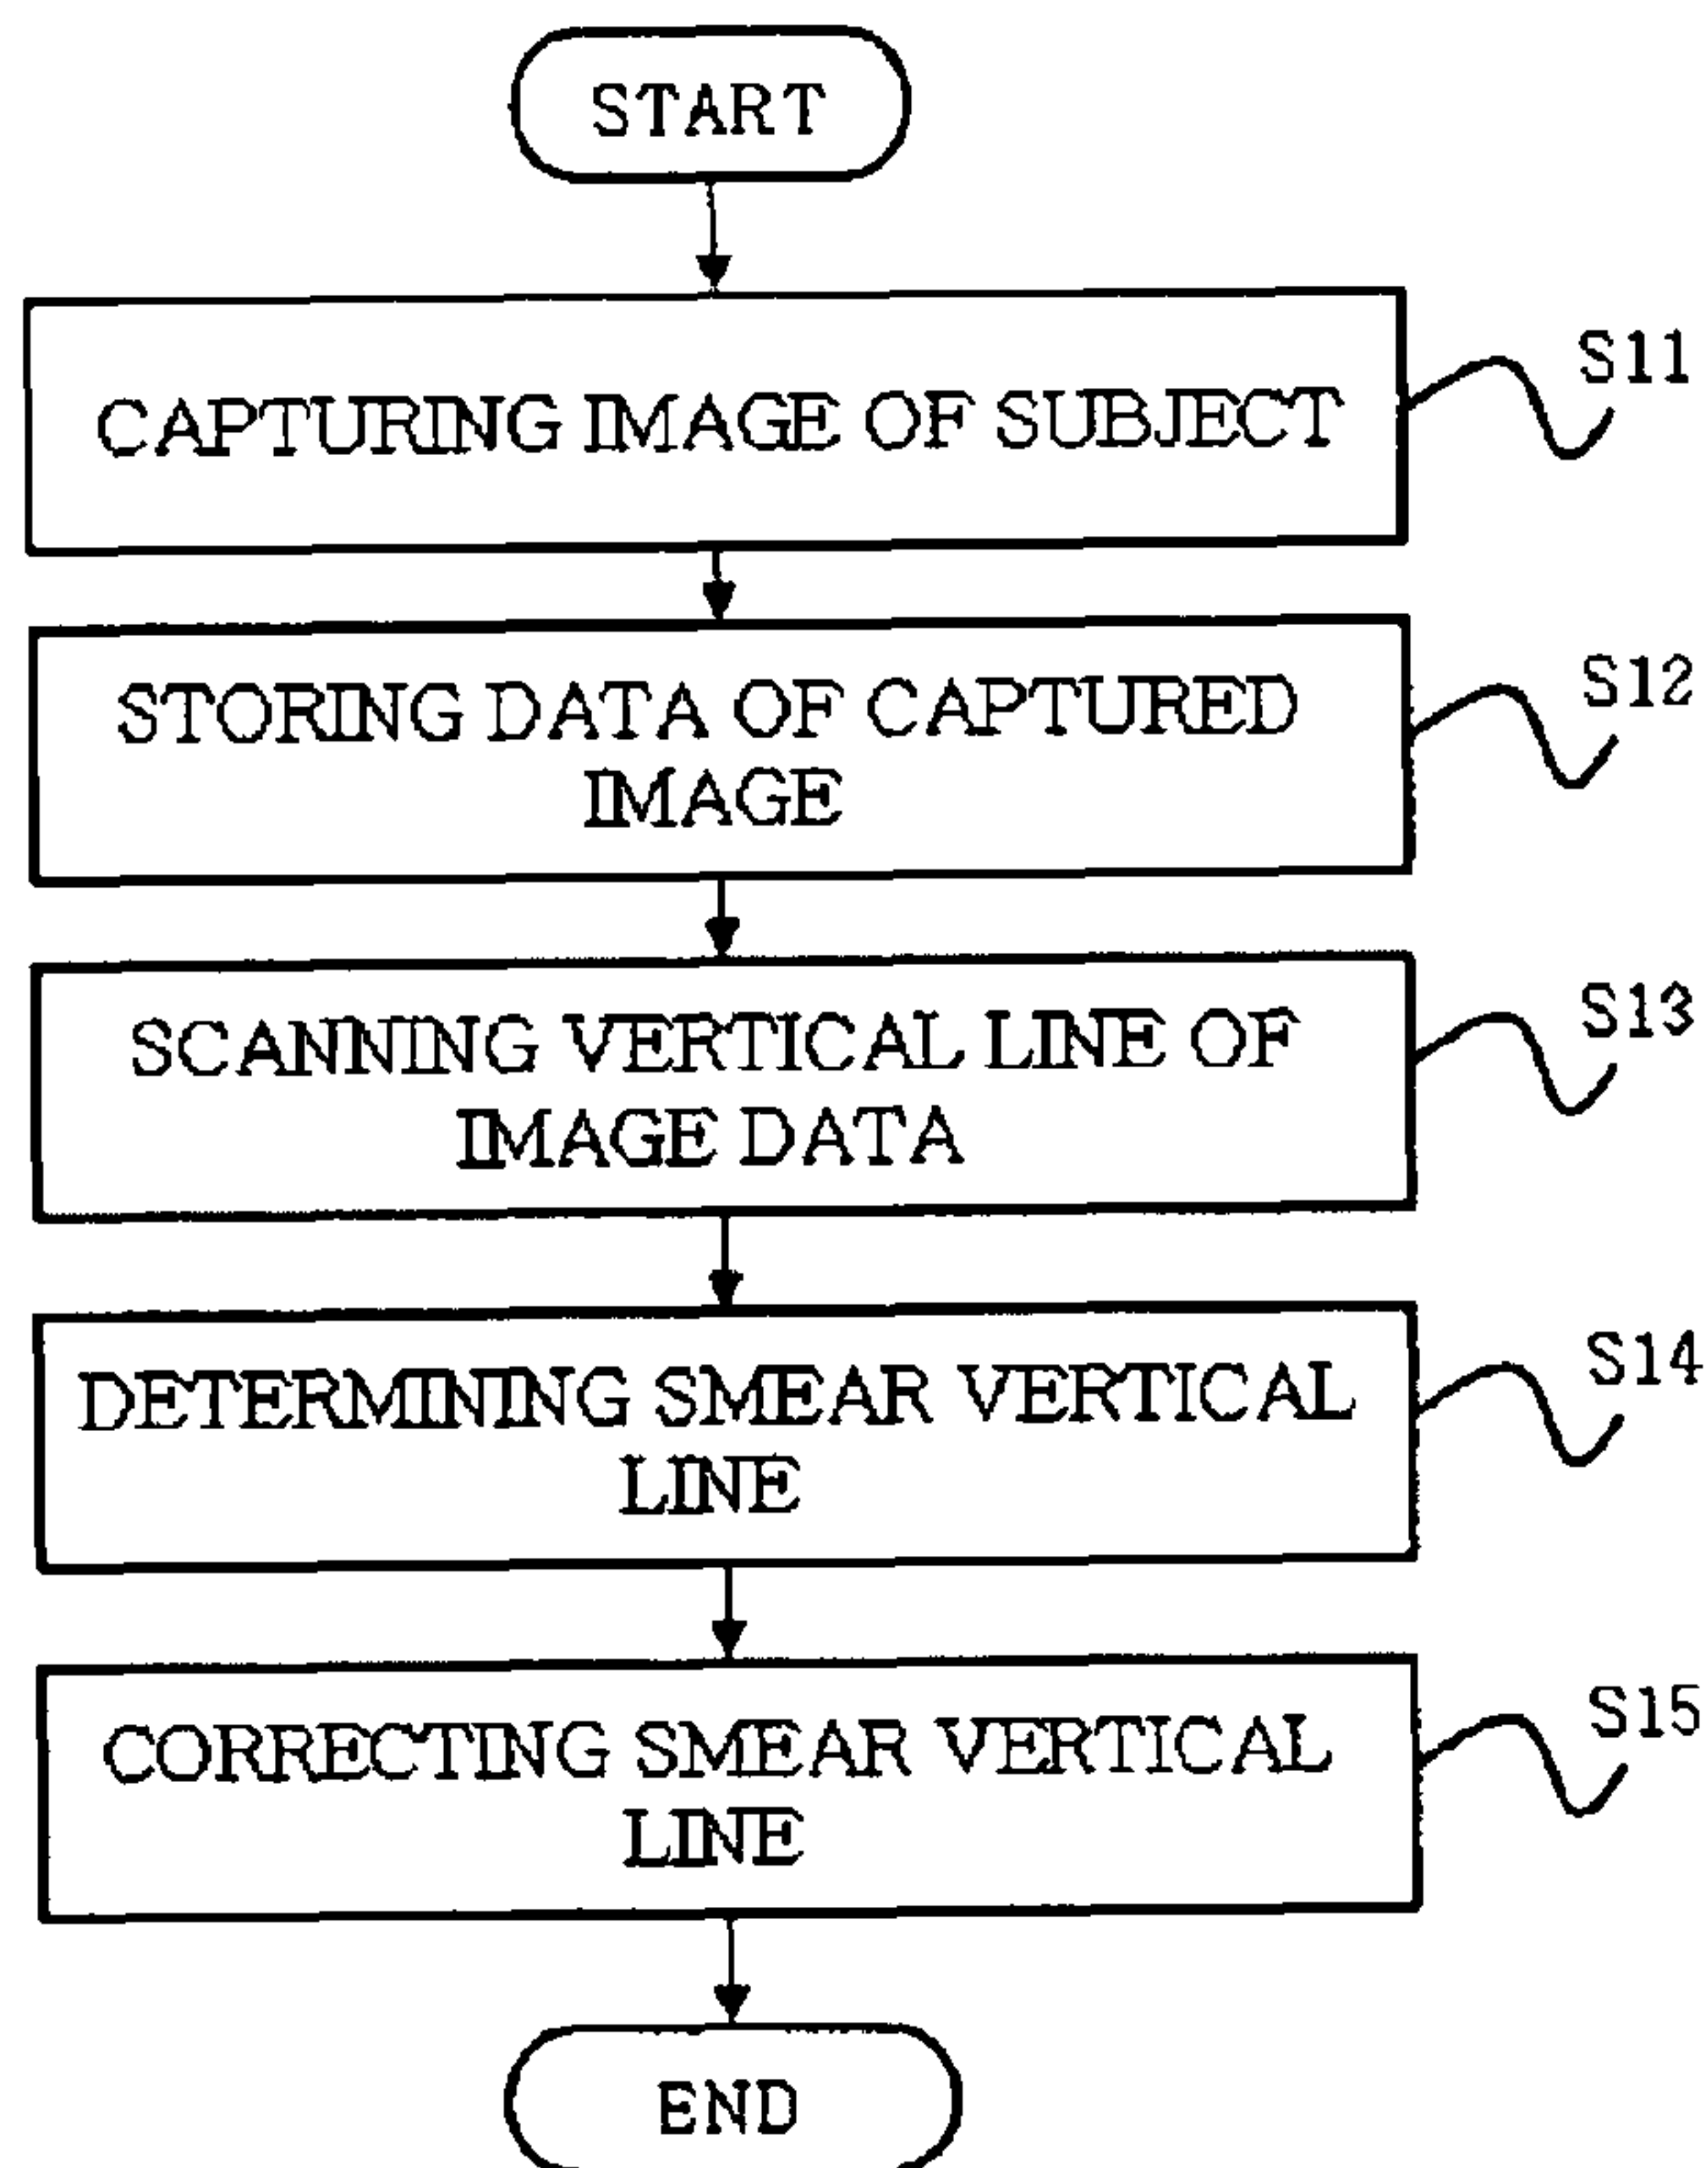 START
CAPTURING IMAGE OF SUBJECT
S11
STORING DATA OF CAPTURED
IMAGE
S12
SCANNING VERTICAL LINE OF
IMAGE DATA
S13
DETERMINING SMEAR VERTICAL
LINE
S14
CORRECTING SMEAR VERTICAL
LINE
S15
END